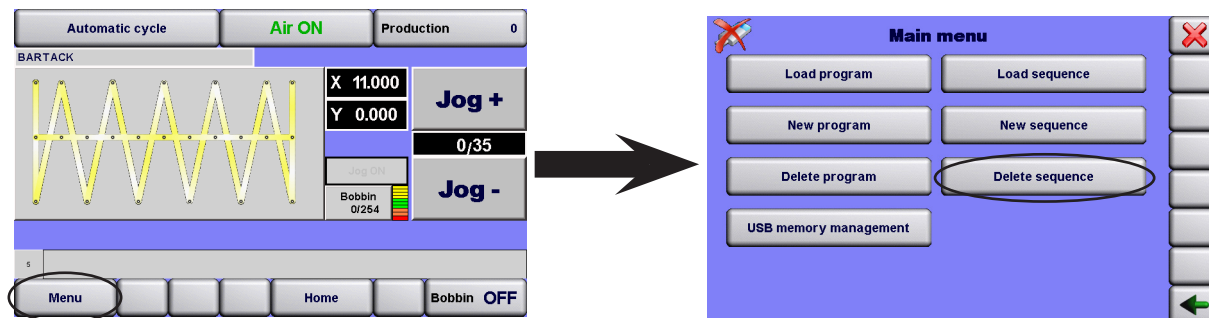 Automatic cycle
Air ON
Production 0
BARTACK
X 11.000
Y 0.000
Jog +
0/35
Jog ON
Bobbin
0/254
Jog -
s
Menu
Home
Bobbin OFF
Main menu
Load program
Load sequence
New program
New sequence
Delete program
Delete sequence
USB memory management